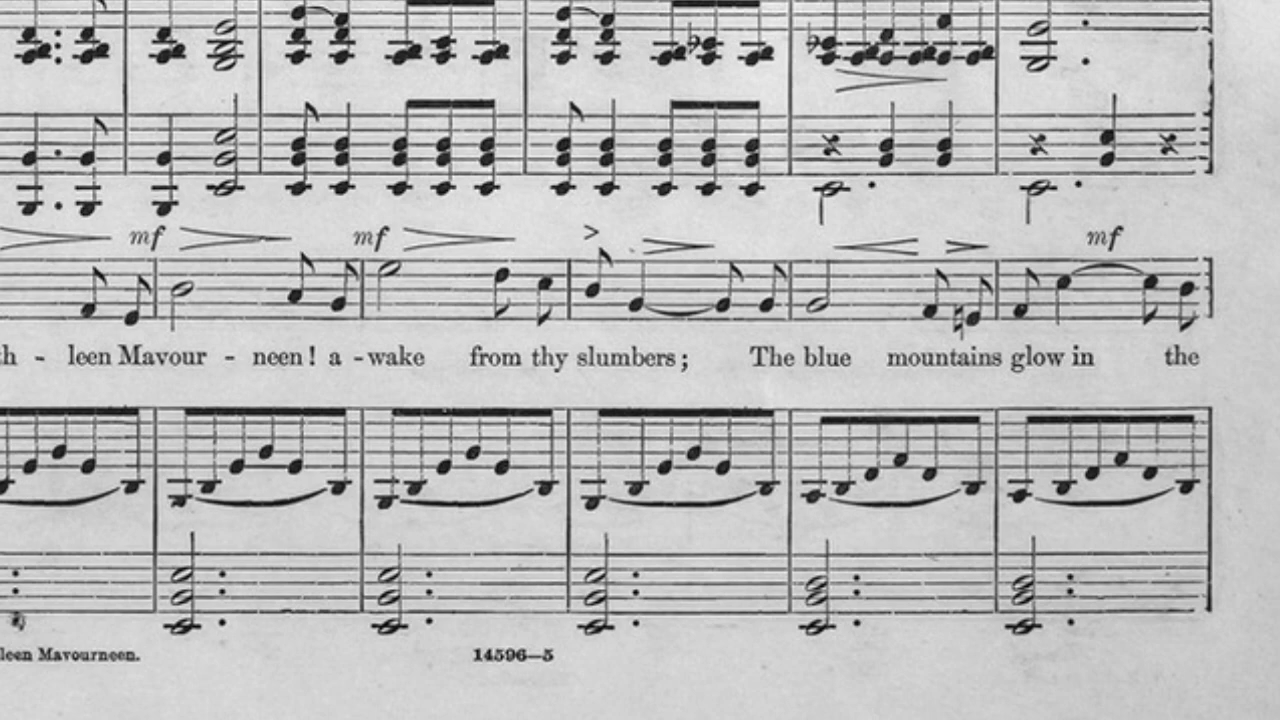 mf mf mf
th - leen Mavour - neen! a - wake from thy slumbers; The blue mountains glow in the
leen Mavourneen. 14596-5